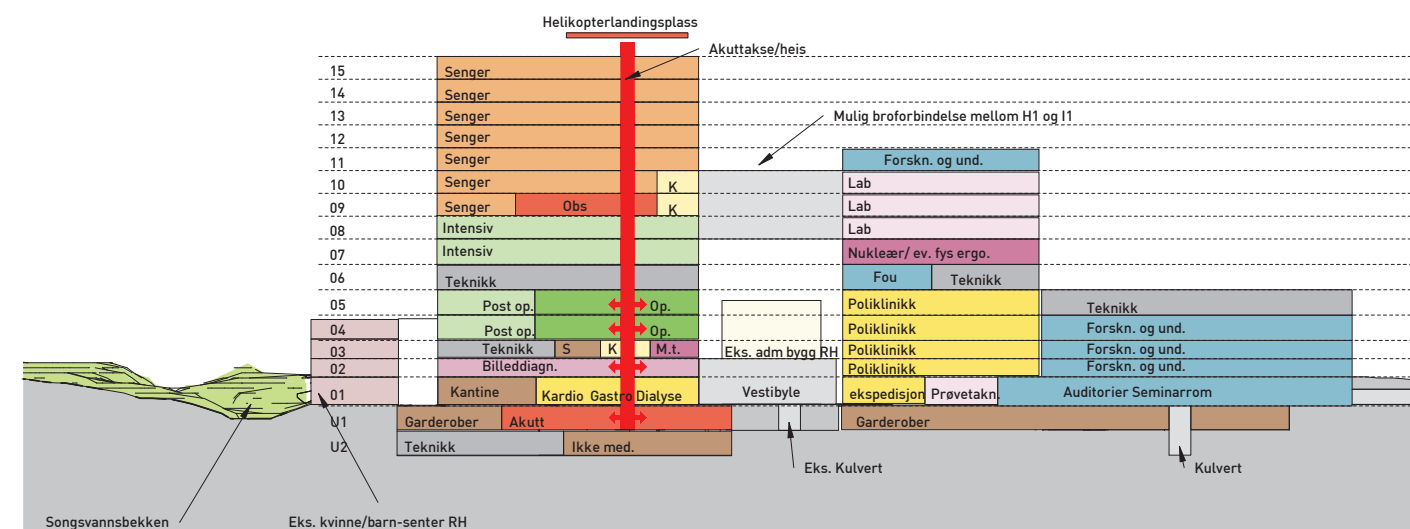 Helikopterlandingsplass
Akuttakse/heis
15 Senger
14 Senger
13 Senger
Mulig broforbindelse mellom H1 og I1
12 Senger
11 Senger Forskn. og und.
10 Senger K Lab
09 Senger Obs K Lab
08 Intensiv Lab
07 Intensiv Nukleær/ ev. fys ergo.
06 Teknikk Fou Teknikk
05 Post op. Op. Poliklinikk Teknikk
04 Post op. Op. Poliklinikk Forskn. og und.
03 Teknikk S K M.t. Eks. adm bygg RH Poliklinikk Forskn. og und.
02 Billeddiagn. Poliklinikk Forskn. og und.
01 Kantine Kardio Gastro Dialyse Vestibyle ekspedisjon Prøvetakn. Auditorier Seminarrom
U1 Garderober Akutt Garderober
U2 Teknikk Ikke med.
Eks. Kulvert Kulvert
Songsvannsbekken Eks. kvinne/barn-senter RH